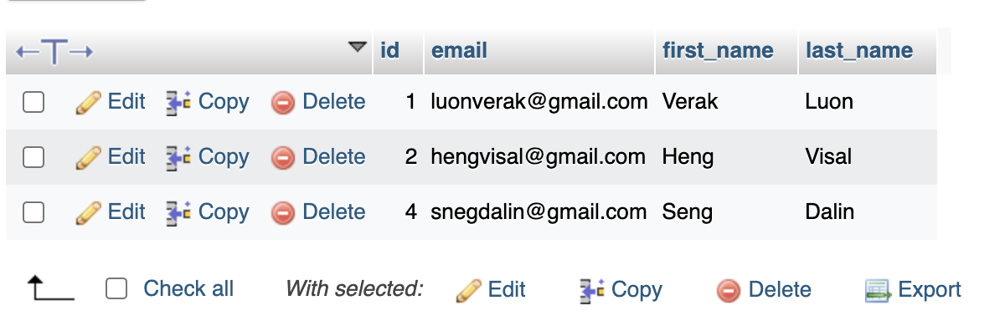 ←T→ id email first_name last_name
Edit Copy Delete 1 luonverak@gmail.com Verak Luon
Edit Copy Delete 2 hengvisal@gmail.com Heng Visal
Edit Copy Delete 4 snegdalin@gmail.com Seng Dalin
Check all With selected: Edit Copy Delete Export